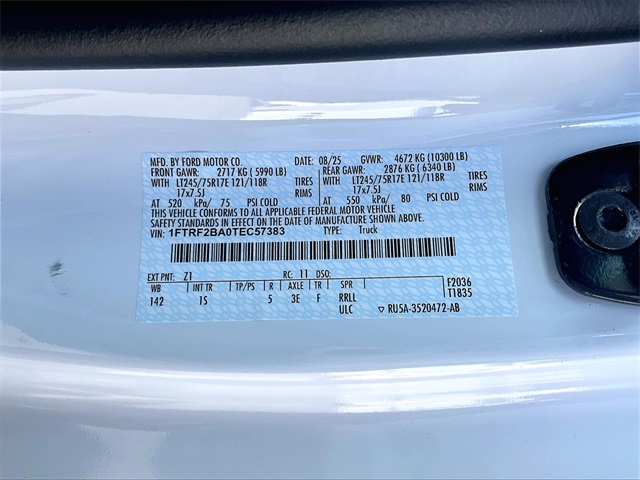 MFD. BY FORD MOTOR CO. DATE: 08/25 GVWR: 4672 KG (10300 LB)
FRONT GAWR: 2717 KG ( 5990 LB) REAR GAWR: 2876 KG ( 6340 LB)
WITH LT245/75R17E 121/118R TIRES WITH LT245/75R17E 121/118R TIRES
17x7.5J RIMS 17x7.5J RIMS
AT 520 kPa/ 75 PSI COLD AT 550 kPa/ 80 PSI COLD
THIS VEHICLE CONFORMS TO ALL APPLICABLE FEDERAL MOTOR VEHICLE
SAFETY STANDARDS IN EFFECT ON THE DATE OF MANUFACTURE SHOWN ABOVE.
VIN: 1FTRF2BA0TEC57383 TYPE: Truck
EXT PNT: Z1 RC: 11 DSO: F2036
WB INT TR TP/PS R AXLE TR SPR T1835
142 1S 5 3E F RRLL
ULC ▼ RU5A-3520472-AB